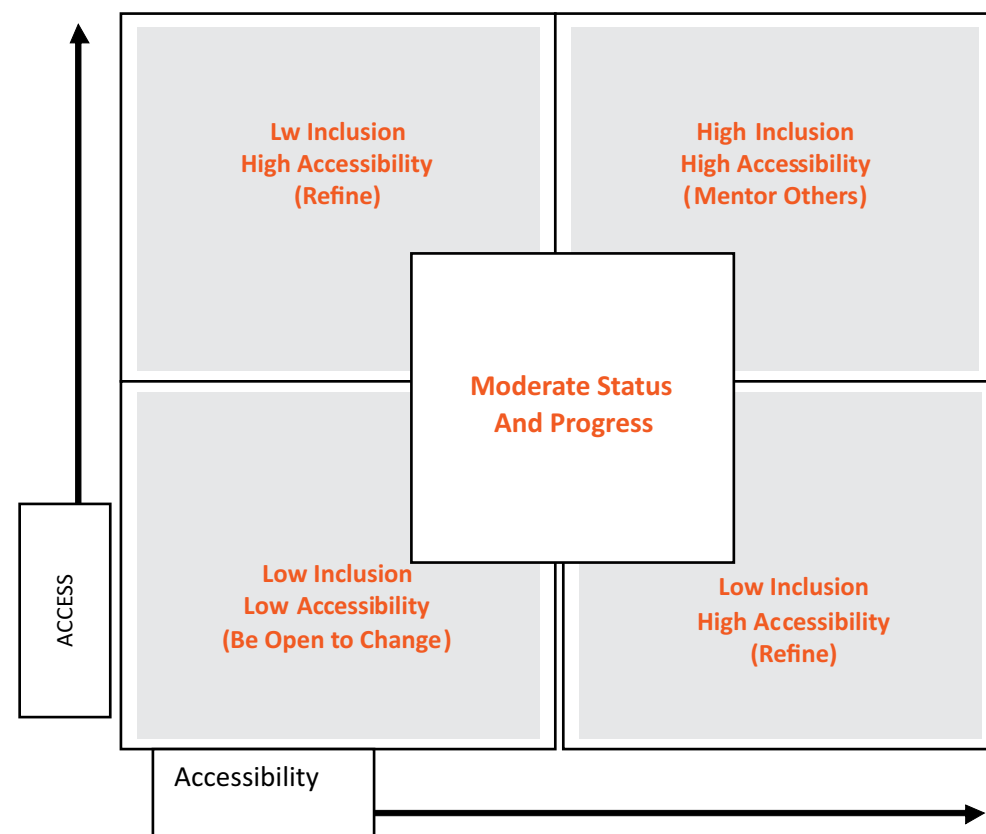 Lw Inclusion
High Accessibility
(Refine)
High Inclusion
High Accessibility
(Mentor Others)
Moderate Status
And Progress
ACCESS
Low Inclusion
Low Accessibility
(Be Open to Change)
Low Inclusion
High Accessibility
(Refine)
Accessibility